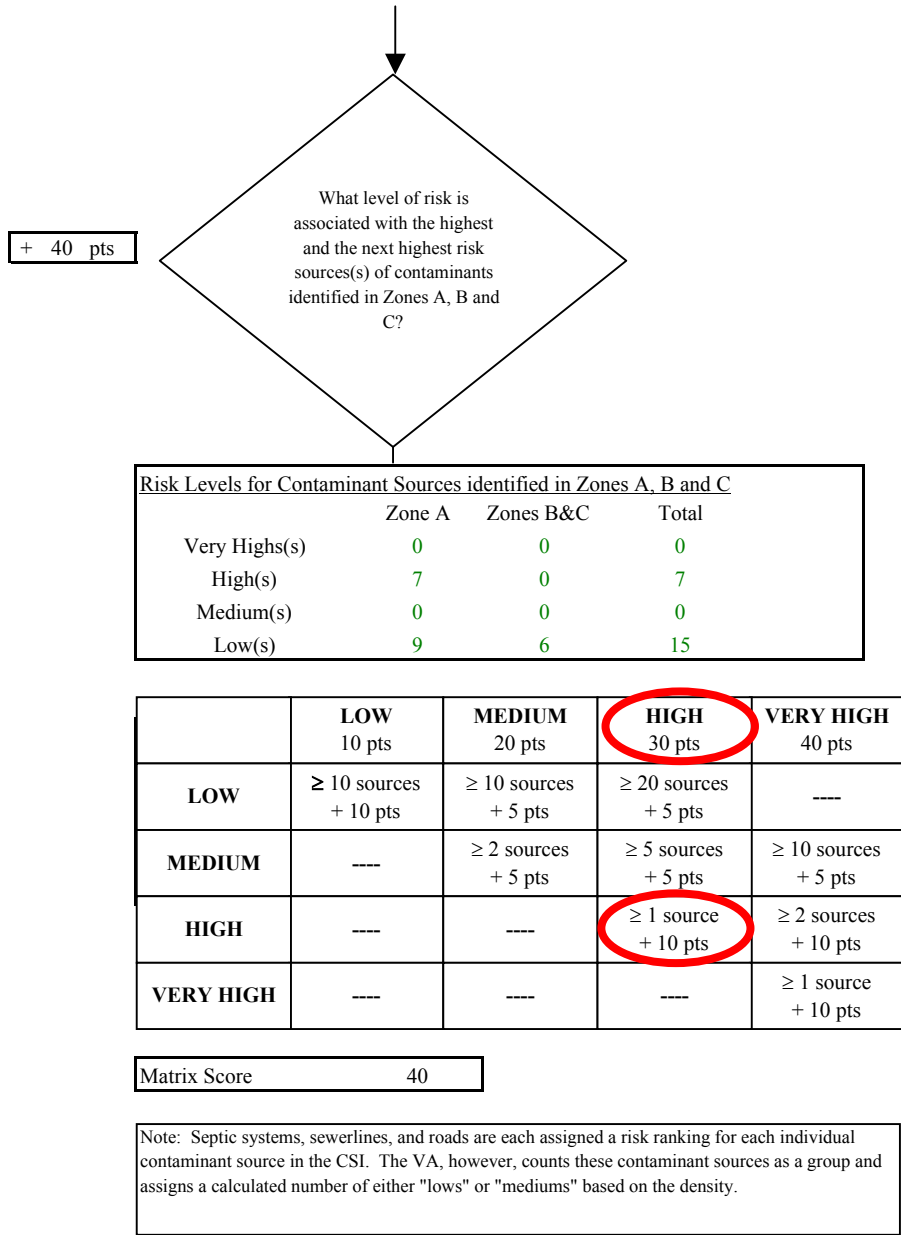 What level of risk is
associated with the highest
and the next highest risk
sources(s) of contaminants
identified in Zones A, B and
C?
+ 40 pts
Risk Levels for Contaminant Sources identified in Zones A, B and C
Zone A Zones B&C Total
Very Highs(s) 0 0 0
High(s) 7 0 7
Medium(s) 0 0 0
Low(s) 9 6 15
LOW MEDIUM HIGH VERY HIGH
10 pts 20 pts 30 pts 40 pts
LOW ≥ 10 sources ≥ 10 sources ≥ 20 sources ----
+ 10 pts + 5 pts + 5 pts
MEDIUM ---- ≥ 2 sources ≥ 5 sources ≥ 10 sources
+ 5 pts + 5 pts + 5 pts
HIGH ---- ---- ≥ 1 source ≥ 2 sources
+ 10 pts + 10 pts
VERY HIGH ---- ---- ---- ≥ 1 source
+ 10 pts
Matrix Score 40
Note: Septic systems, sewerlines, and roads are each assigned a risk ranking for each individual
contaminant source in the CSI. The VA, however, counts these contaminant sources as a group and
assigns a calculated number of either "lows" or "mediums" based on the density.